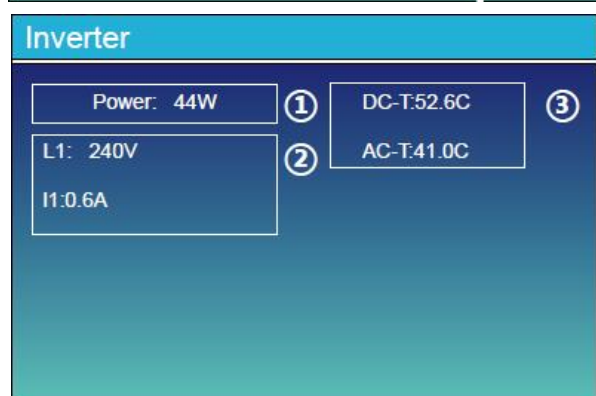 Inverter
Power: 44W
①
L1: 240V
I1:0.6A
②
DC-T:52.6C
AC-T:41.0C
③